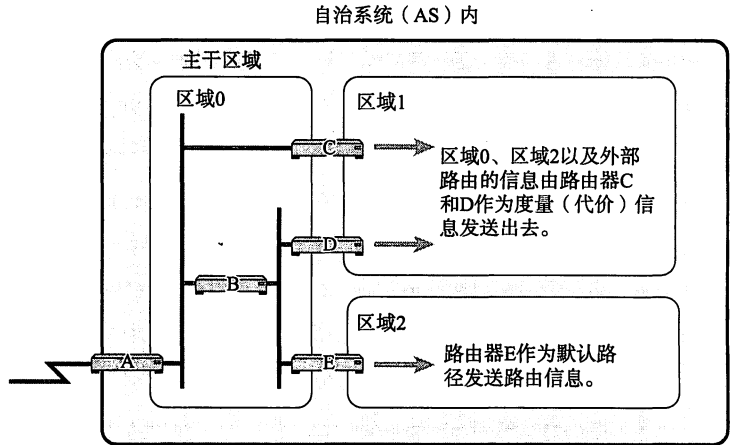 自治系统（AS）内
主干区域
区域0
区域1
C
区域0、区域2以及外部
路由的信息由路由器C
和D作为度量（代价）信
息发送出去。
D
B
区域2
A
E
路由器E作为默认路
径发送路由信息。